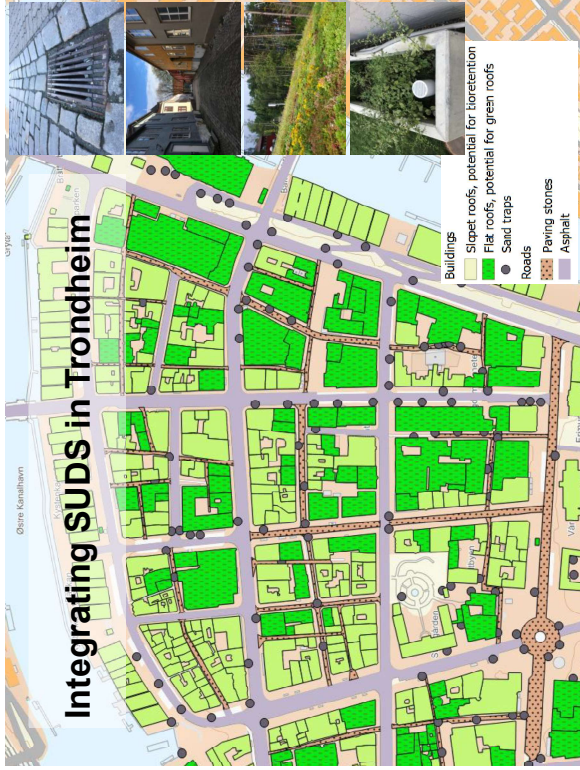 Integrating SUDS in Trondheim
Buildings
Slopet roofs, potential for bioretention
Flat roofs, potential for green roofs
Sand traps
Roads
Paving stones
Asphalt
Østre Kanalhavn